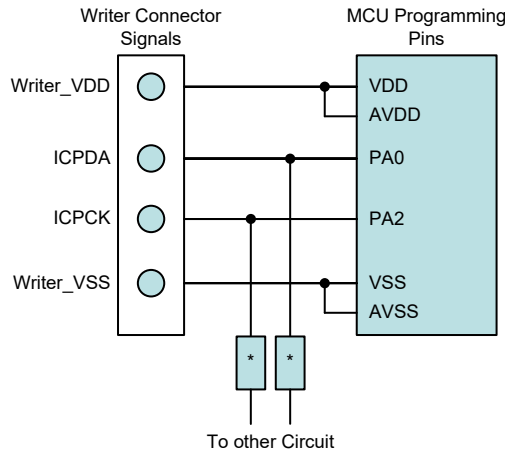 Writer Connector
Signals
MCU Programming
Pins
Writer_VDD
VDD
AVDD
ICPDA
PA0
ICPCK
PA2
Writer_VSS
VSS
AVSS
* *
To other Circuit